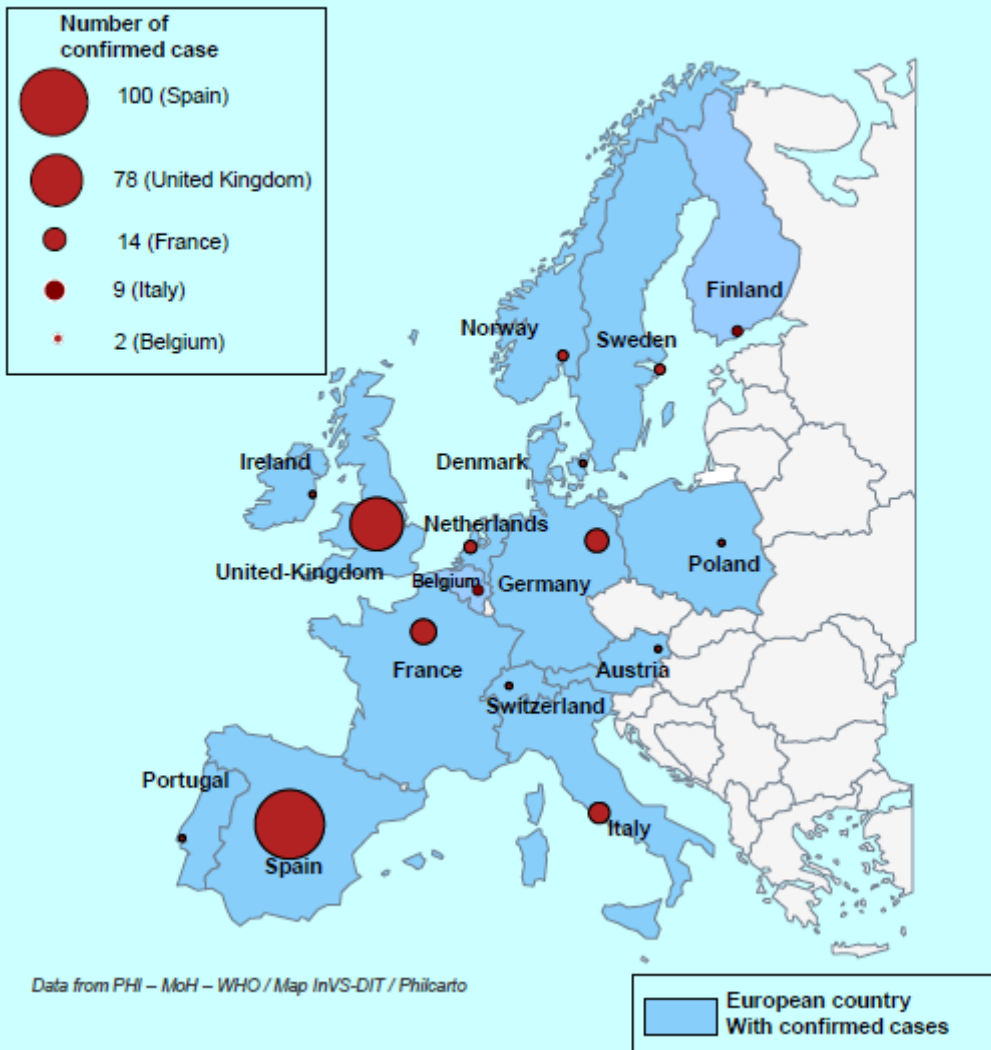 Number of
confirmed case
100 (Spain)
78 (United Kingdom)
14 (France)
9 (Italy)
2 (Belgium)
Finland
Norway
Sweden
Ireland
Denmark
Netherlands
United-Kingdom
Belgium
Germany
Poland
France
Austria
Switzerland
Portugal
Italy
Spain
Data from PHI – MoH – WHO / Map InVS-DIT / Philcarto
European country
With confirmed cases